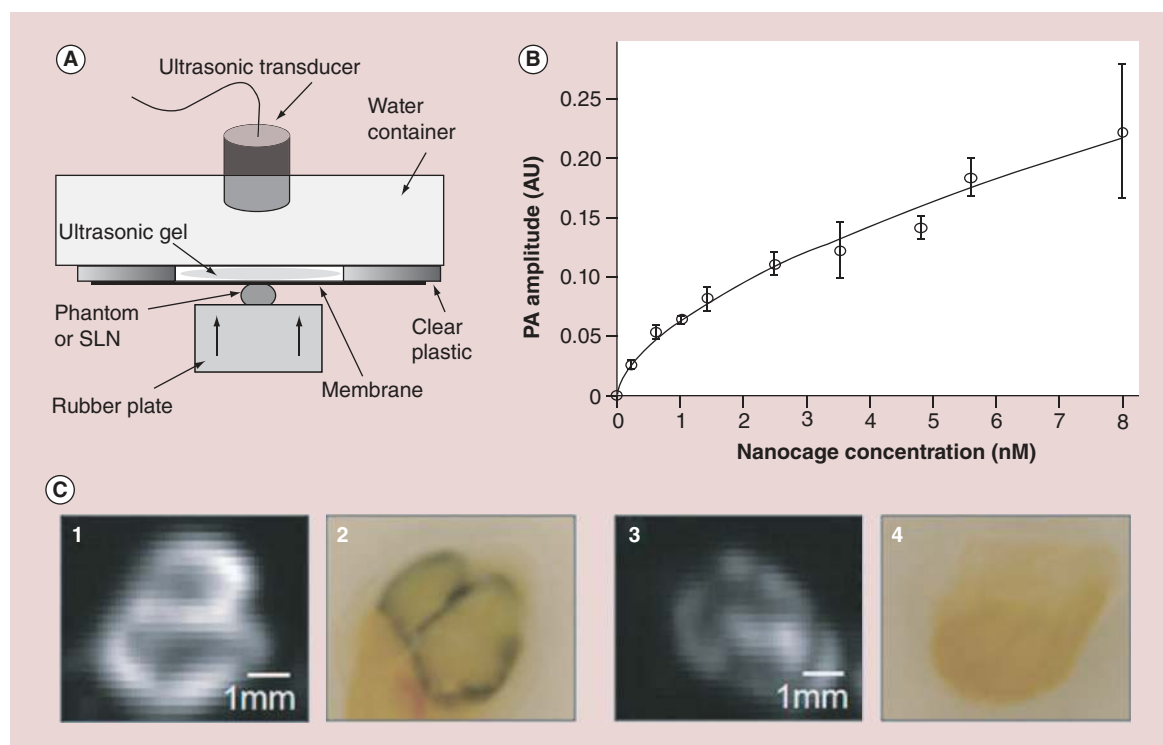 A
Ultrasonic transducer
Water
container
Ultrasonic gel
Phantom
or SLN
Clear
plastic
Membrane
Rubber plate
B
PA amplitude (AU)
0.25
0.20
0.15
0.10
0.05
0
0 1 2 3 4 5 6 7 8
Nanocage concentration (nM)
C
1
1mm
2
3
1mm
4